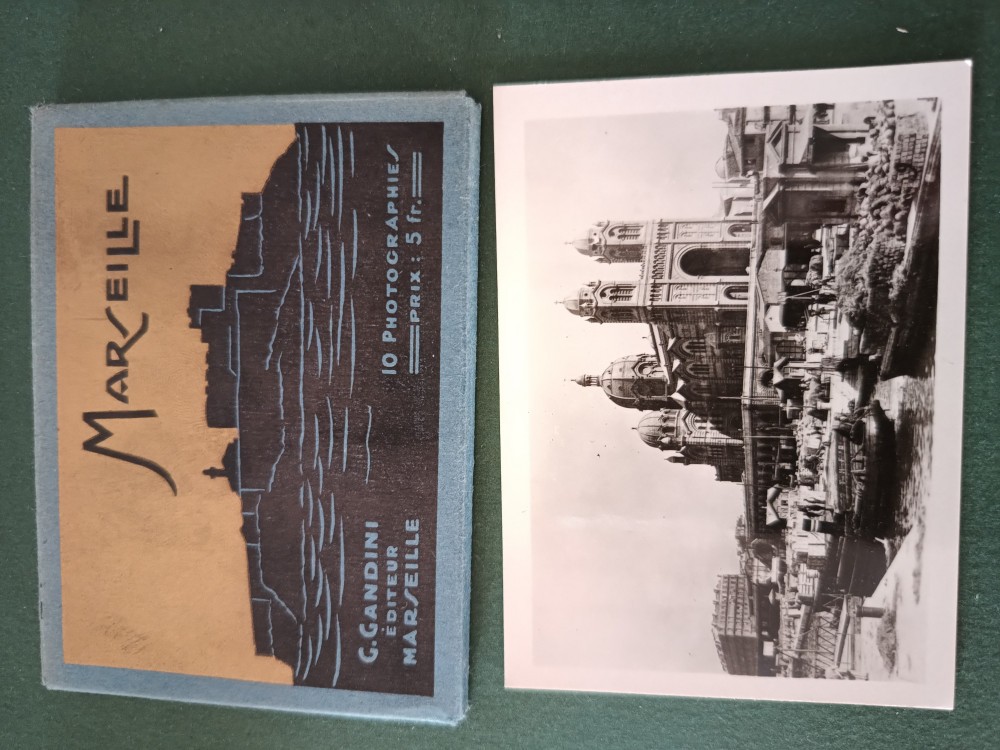 MARSEILLE
10 PHOTOGRAPHIES
PRIX : 5 fr.
G. GANDINI
ÉDITEUR
MARSEILLE